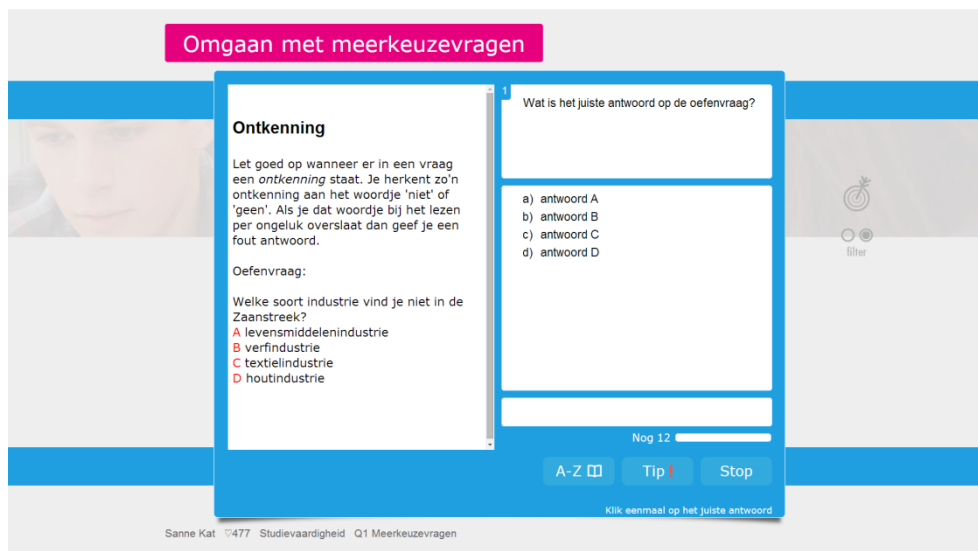 Omgaan met meerkeuzevragen
Ontkenning
Let goed op wanneer er in een vraag
een ontkenning staat. Je herkent zo'n
ontkenning aan het woordje 'niet' of
'geen'. Als je dat woordje bij het lezen
per ongeluk overslaat dan geef je een
fout antwoord.
Oefenvraag:
Welke soort industrie vind je niet in de
Zaanstreek?
A levensmiddelenindustrie
B verfindustrie
C textielindustrie
D houtindustrie
1
Wat is het juiste antwoord op de oefenvraag?
a) antwoord A
b) antwoord B
c) antwoord C
d) antwoord D
filter
Nog 12
A-Z
Tip!
Stop
Klik eenmaal op het juiste antwoord
Sanne Kat ♡477 Studievaardigheid Q1 Meerkeuzevragen